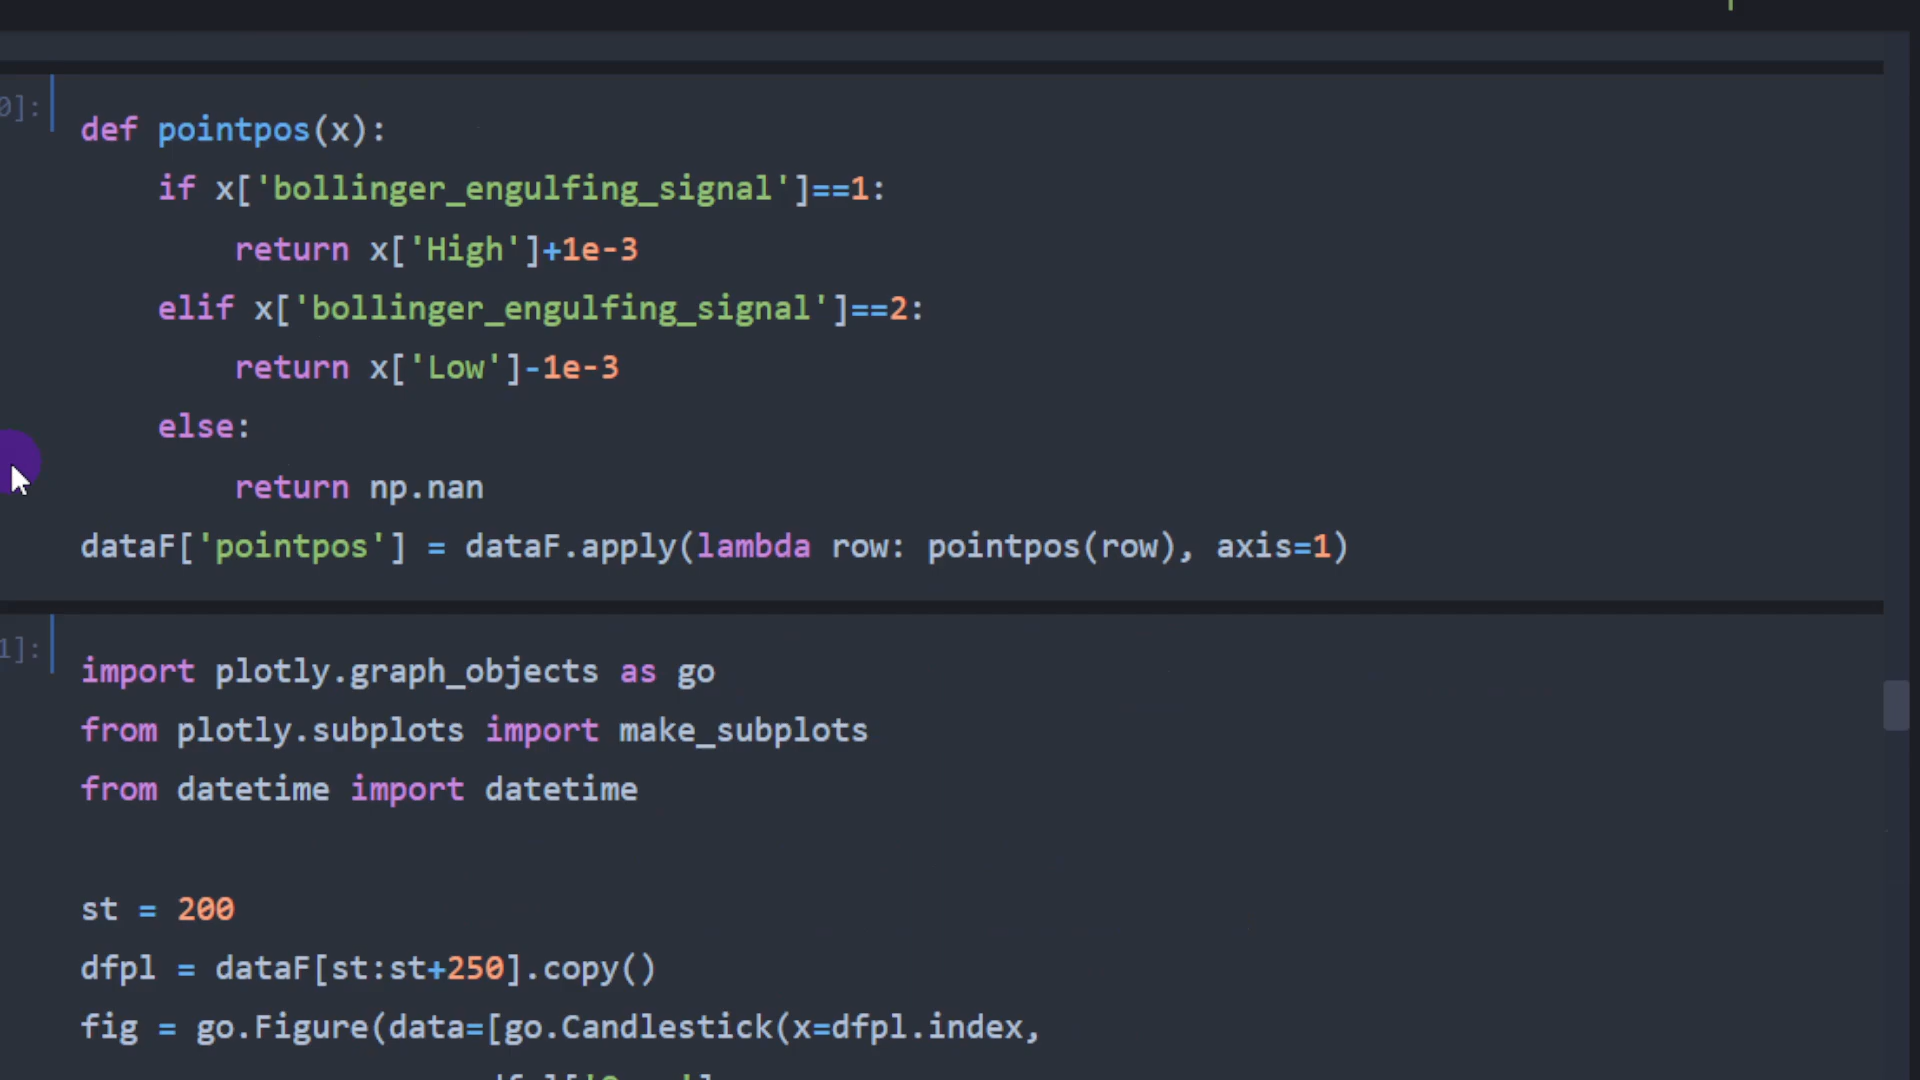 0]:
def pointpos(x):
    if x['bollinger_engulfing_signal']==1:
        return x['High']+1e-3
    elif x['bollinger_engulfing_signal']==2:
        return x['Low']-1e-3
    else:
        return np.nan
dataF['pointpos'] = dataF.apply(lambda row: pointpos(row), axis=1)
1]:
import plotly.graph_objects as go
from plotly.subplots import make_subplots
from datetime import datetime
st = 200
dfpl = dataF[st:st+250].copy()
fig = go.Figure(data=[go.Candlestick(x=dfpl.index,